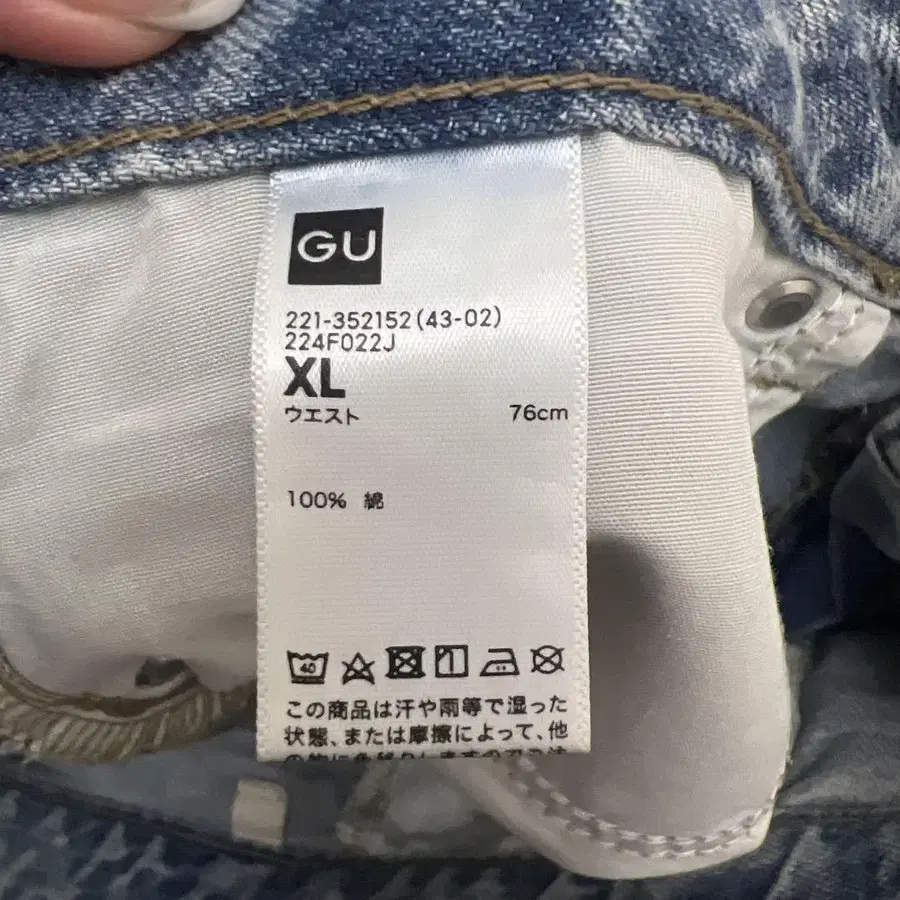 GU
221-352152(43-02)
224F022J
XL
ウエスト 76cm
100% 綿
40
この商品は汗や雨等で湿った
状態、または摩擦によって、他